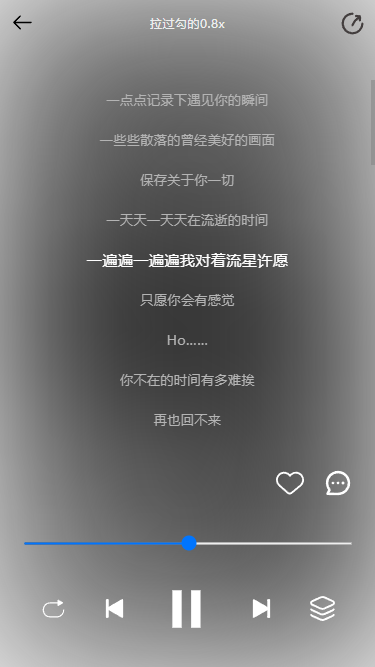 拉过勾的0.8x
一点点记录下遇见你的瞬间
一些些散落的曾经美好的画面
保存关于你一切
一天天一天天在流逝的时间
一遍遍一遍遍我对着流星许愿
只愿你会有感觉
Ho……
你不在的时间有多难挨
再也回不来